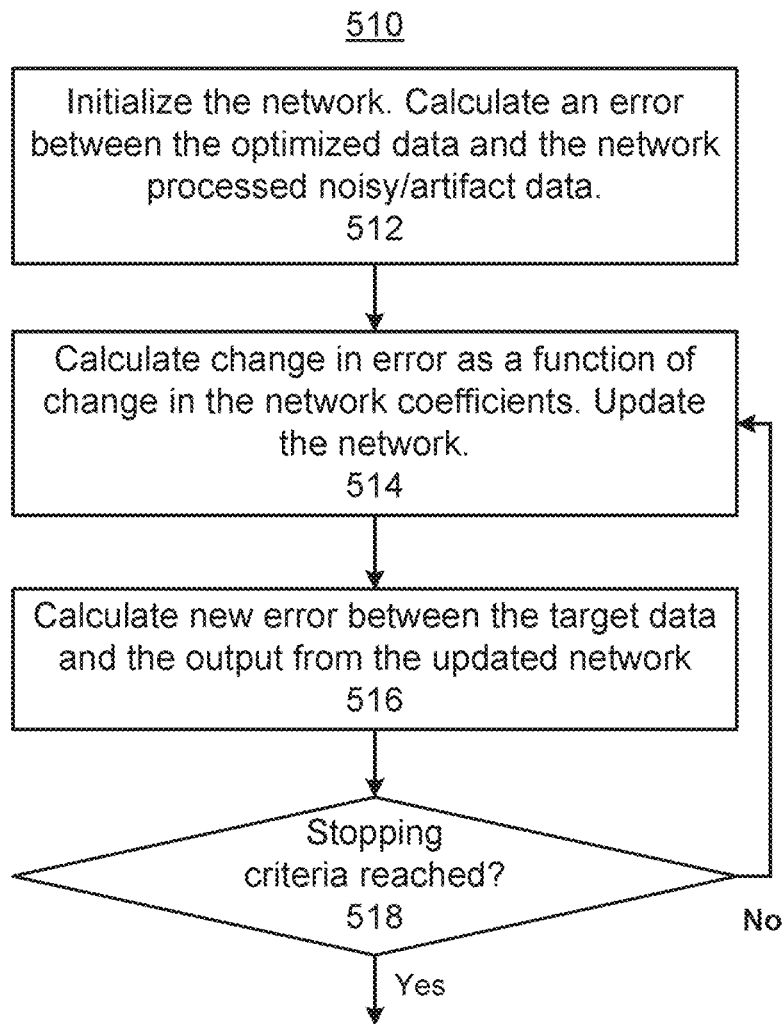 510
Initialize the network. Calculate an error
between the optimized data and the network
processed noisy/artifact data.
512
Calculate change in error as a function of
change in the network coefficients. Update
the network.
514
Calculate new error between the target data
and the output from the updated network
516
Stopping
criteria reached?
518
No
Yes